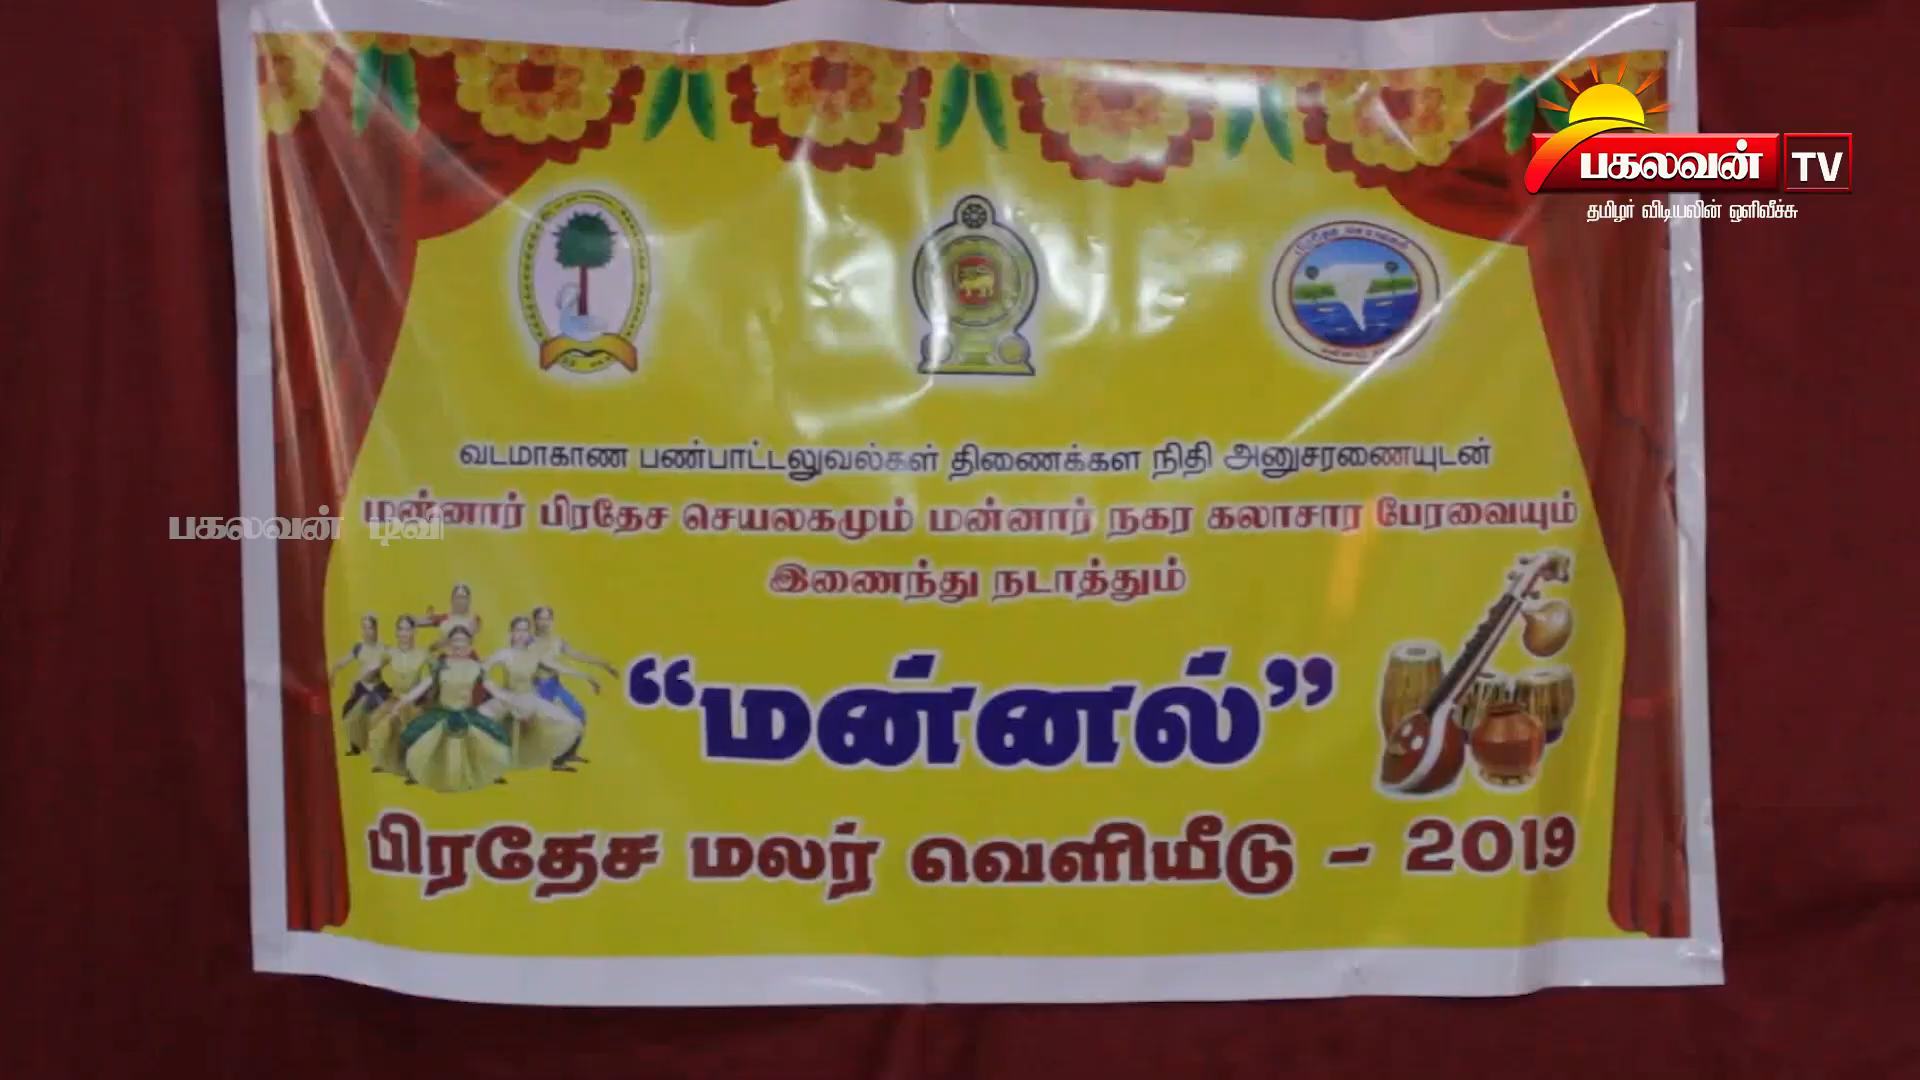 பகலவன் TV
தமிழர் விடியலின் ஒளிவீச்சு
வடமாகாண பண்பாட்டலுவல்கள் திணைக்கள நிதி அனுசரணையுடன்
மன்னார் பிரதேச செயலகமும் மன்னார் நகர கலாசார பேரவையும்
பகலவன் டிவி
இணைந்து நடாத்தும்
“மன்னல்”
பிரதேச மலர் வெளியீடு - 2019